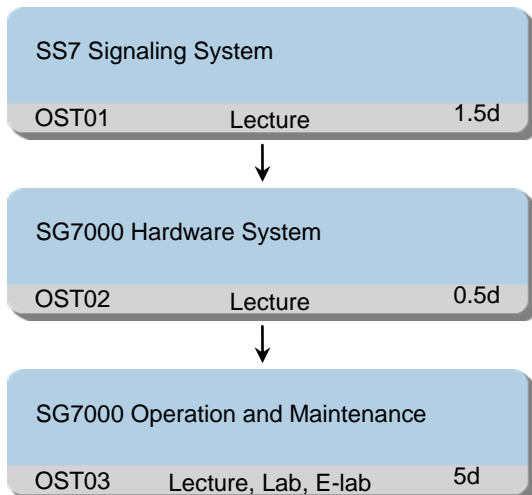 SS7 Signaling System
OST01 Lecture 1.5d
SG7000 Hardware System
OST02 Lecture 0.5d
SG7000 Operation and Maintenance
OST03 Lecture, Lab, E-lab 5d